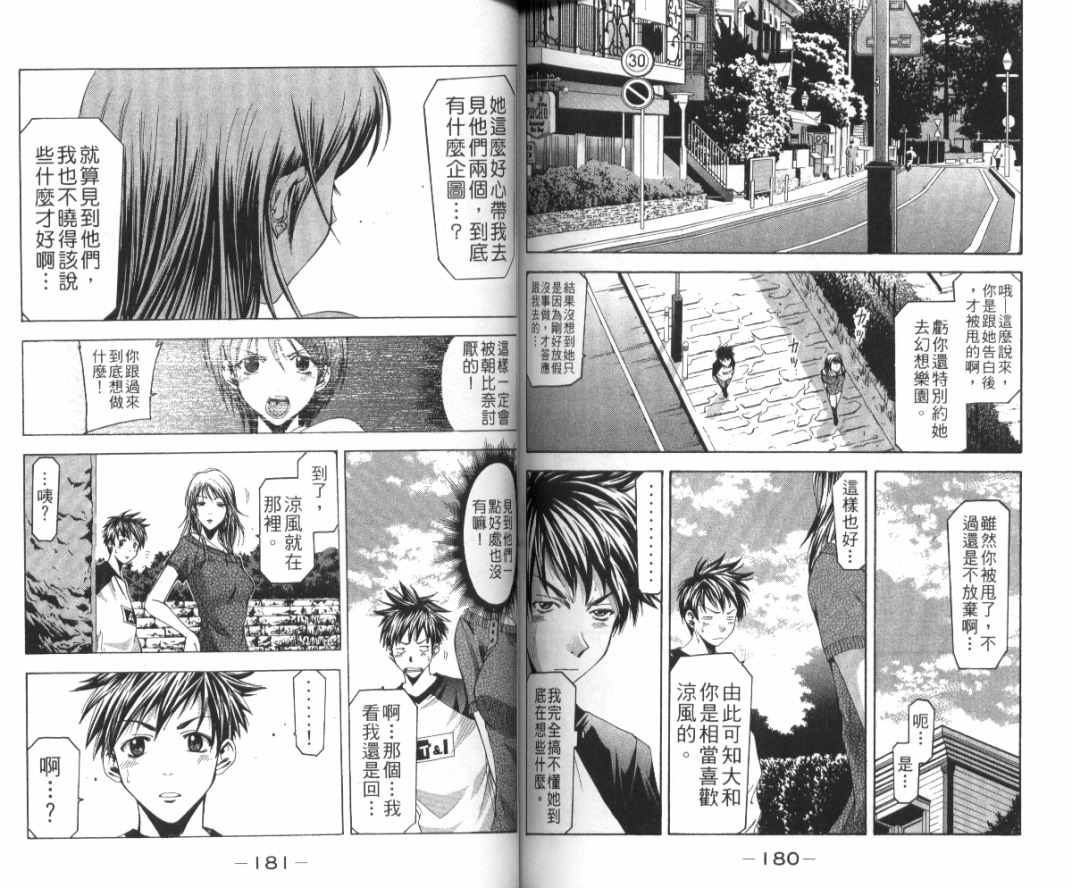 30
哦，這麼說來，
你是跟她告白後
，才被甩的啊，
虧你還特別約她
去幻想樂園。
ガッ
ガッ
結果沒想到她只
是因為剛好放假
沒事做，才答應
跟我去的…
雖然你被甩了，不
過還是不放棄啊…
呃…
是…
這樣也好…
由此可知大和
你是相當喜歡
涼風的。
………
我完全搞不懂她到
底在想些什麼。
－180－
她這麼好心帶我去
見他們兩個，到底
有什麼企圖…？
就算見到他們，
我也不曉得該說
些什麼才好啊…
這樣一定會
被朝比奈討
厭的！
你跟過來
到底想做
什麼！
見到他們一
點好處也沒
有嘛！
啊…那個…我
看我還是回…
T&I
到了，
涼風就在
那裡。
…咦？
……！
啊…？
－181－